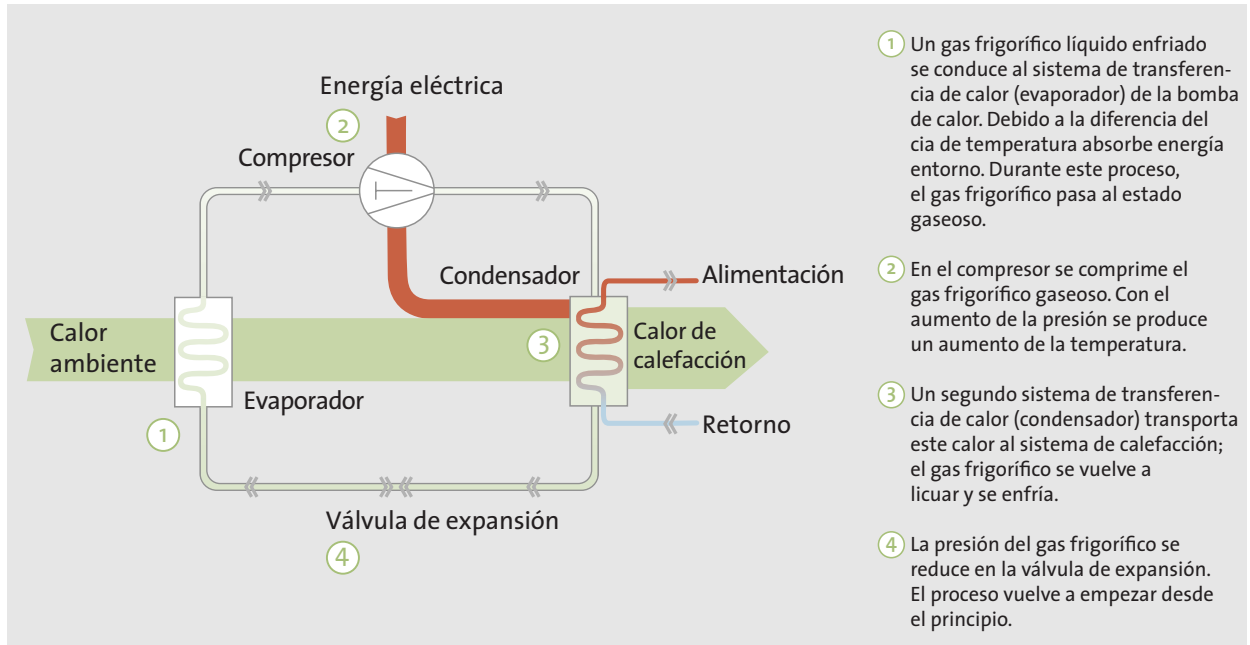 Energía eléctrica
2
Compresor
Condensador
Alimentación
Calor
ambiente
3
Calor de
calefacción
Evaporador
1
Retorno
Válvula de expansión
4
1 Un gas frigorífico líquido enfriado
se conduce al sistema de transferen-
cia de calor (evaporador) de la bomba
de calor. Debido a la diferencia del
cia de temperatura absorbe energía
entorno. Durante este proceso,
el gas frigorífico pasa al estado
gaseoso.
2 En el compresor se comprime el
gas frigorífico gaseoso. Con el
aumento de la presión se produce
un aumento de la temperatura.
3 Un segundo sistema de transferen-
cia de calor (condensador) transporta
este calor al sistema de calefacción;
el gas frigorífico se vuelve a
licuar y se enfría.
4 La presión del gas frigorífico se
reduce en la válvula de expansión.
El proceso vuelve a empezar desde
el principio.